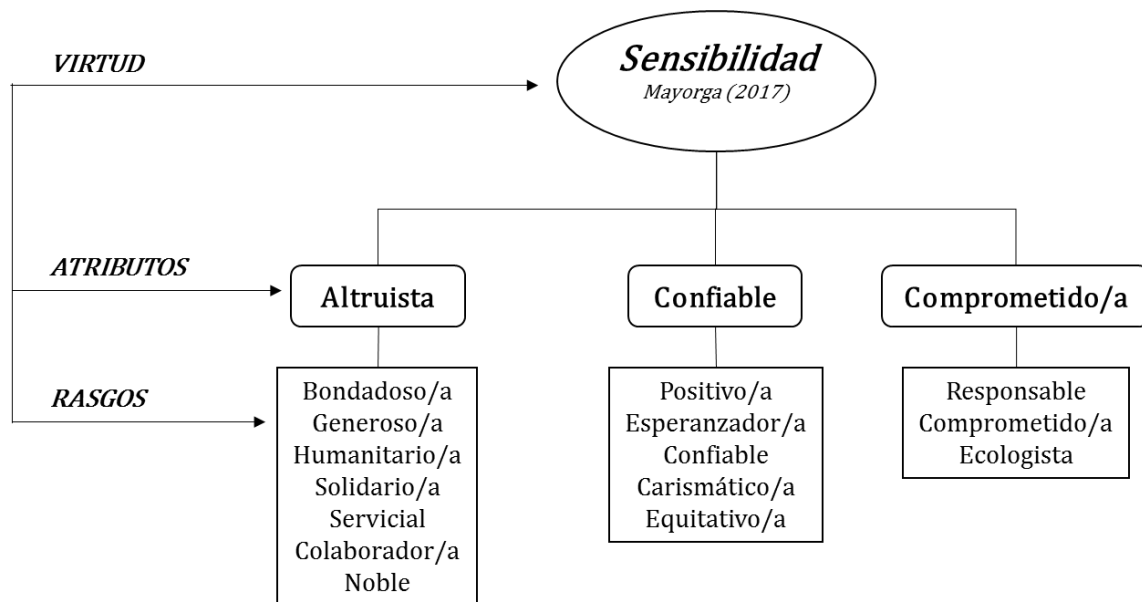 VIRTUD
Sensibilidad
Mayorga (2017)
ATRIBUTOS
Altruista
Confiable
Comprometido/a
RASGOS
Bondadoso/a
Generoso/a
Humanitario/a
Solidario/a
Servicial
Colaborador/a
Noble
Positivo/a
Esperanzador/a
Confiable
Carismático/a
Equitativo/a
Responsable
Comprometido/a
Ecologista